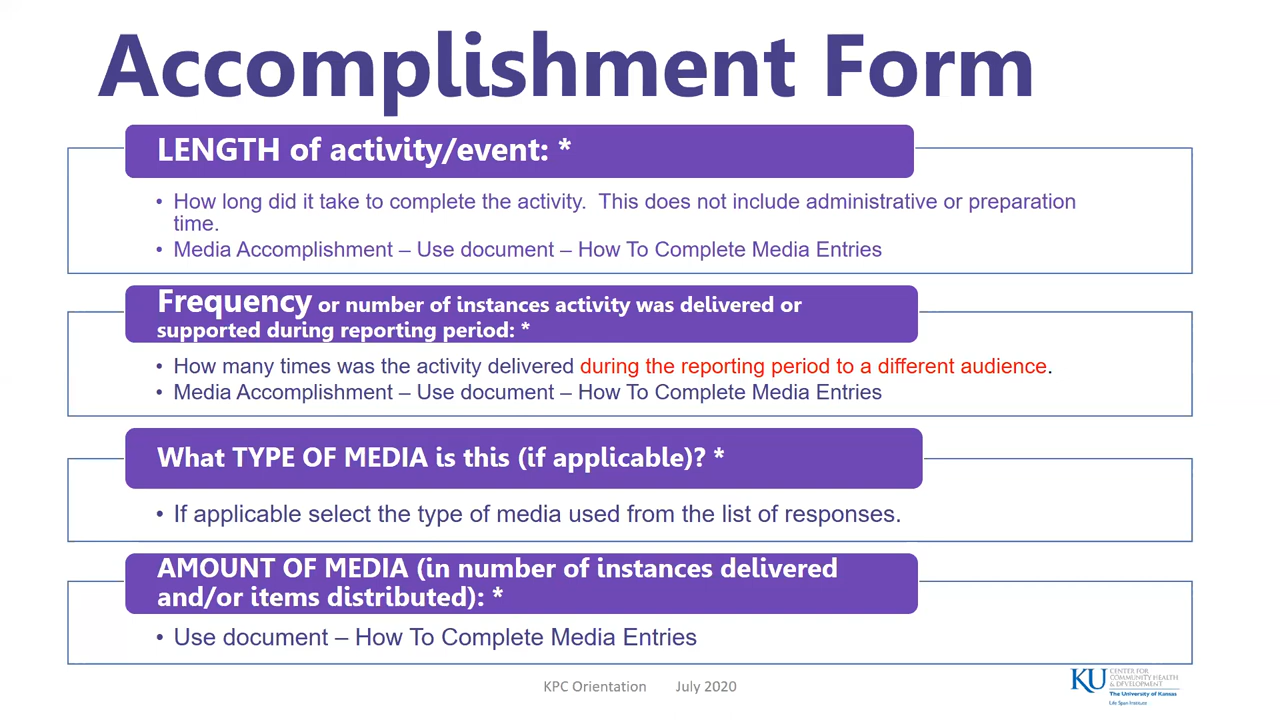 Accomplishment Form
LENGTH of activity/event: *
• How long did it take to complete the activity.  This does not include administrative or preparation
time.
• Media Accomplishment – Use document – How To Complete Media Entries
Frequency or number of instances activity was delivered or
supported during reporting period: *
• How many times was the activity delivered during the reporting period to a different audience.
• Media Accomplishment – Use document – How To Complete Media Entries
What TYPE OF MEDIA is this (if applicable)? *
• If applicable select the type of media used from the list of responses.
AMOUNT OF MEDIA (in number of instances delivered
and/or items distributed): *
• Use document – How To Complete Media Entries
KPC Orientation July 2020
KU CENTER FOR
COMMUNITY HEALTH
& DEVELOPMENT
The University of Kansas
Life Span Institute